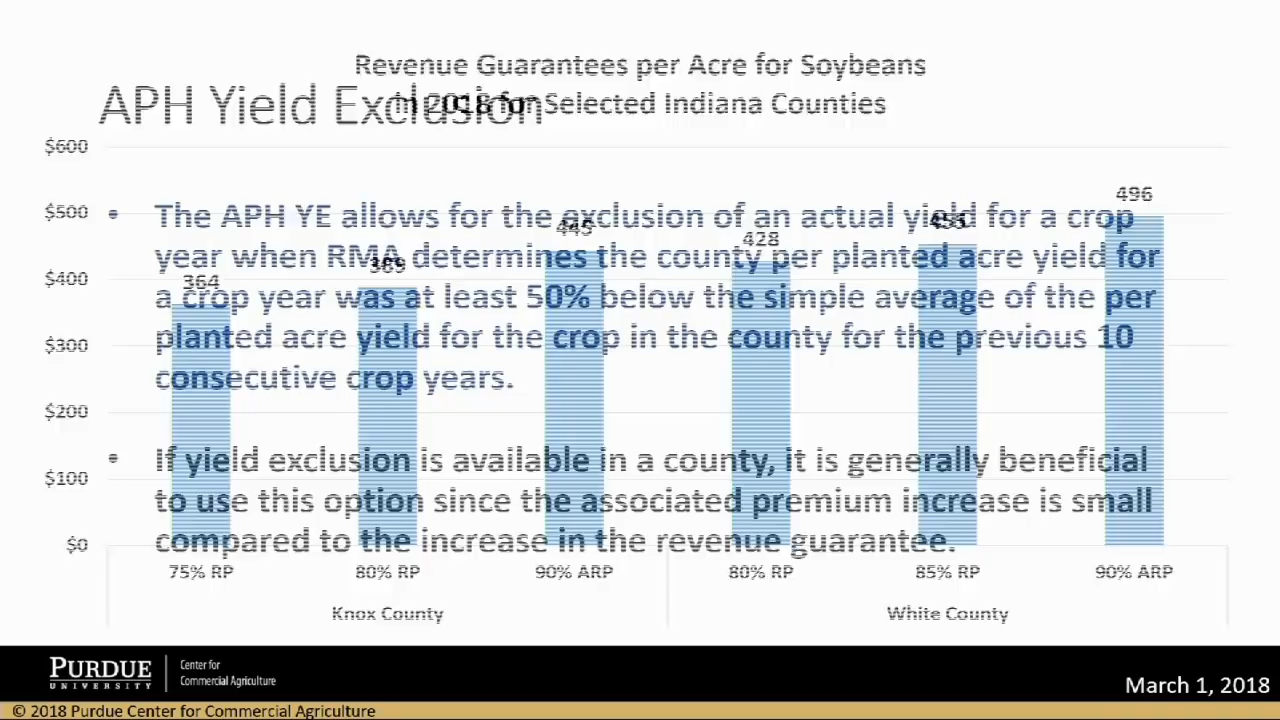 Revenue Guarantees per Acre for Soybeans
in 2018 for Selected Indiana Counties
APH Yield Exclusion
$600
$500
$400
$300
$200
$100
$0
364
389
445
428
455
496
• The APH YE allows for the exclusion of an actual yield for a crop
year when RMA determines the county per planted acre yield for
a crop year was at least 50% below the simple average of the per
planted acre yield for the crop in the county for the previous 10
consecutive crop years.
• If yield exclusion is available in a county, it is generally beneficial
to use this option since the associated premium increase is small
compared to the increase in the revenue guarantee.
75% RP 80% RP 90% ARP 80% RP 85% RP 90% ARP
Knox County White County
PURDUE
UNIVERSITY
Center for
Commercial Agriculture
March 1, 2018
© 2018 Purdue Center for Commercial Agriculture